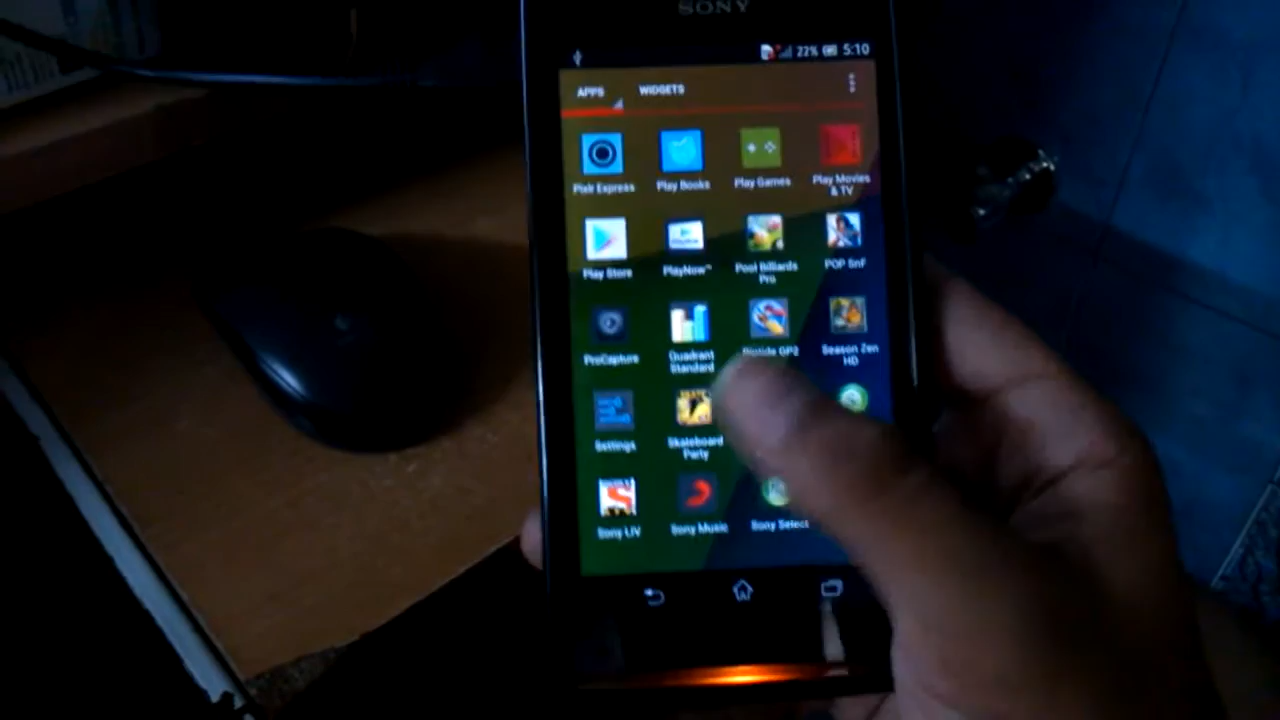 SONY
22% 5:10
APPS WIDGETS
Pixlr Express Play Books Play Games Play Movies
& TV
Play Store PlayNow™ Pool Billiards POP SnF
Pro
ProCapture Quadrant Riptide GP2 Season Zen
Standard HD
Settings Skateboard
Party
Sony LIV Sony Music Sony Select